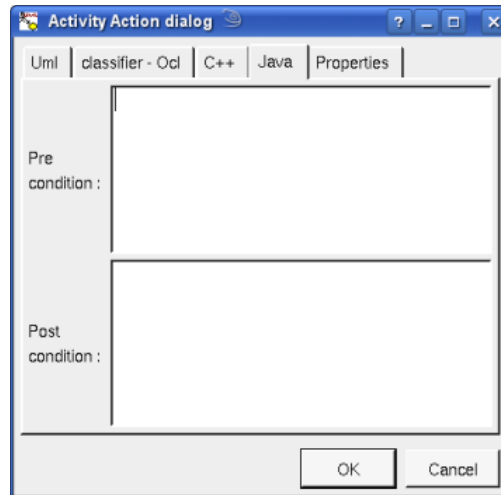 Activity Action dialog
Uml classifier - Ocl C++ Java Properties
Pre
condition :
Post
condition :
OK Cancel